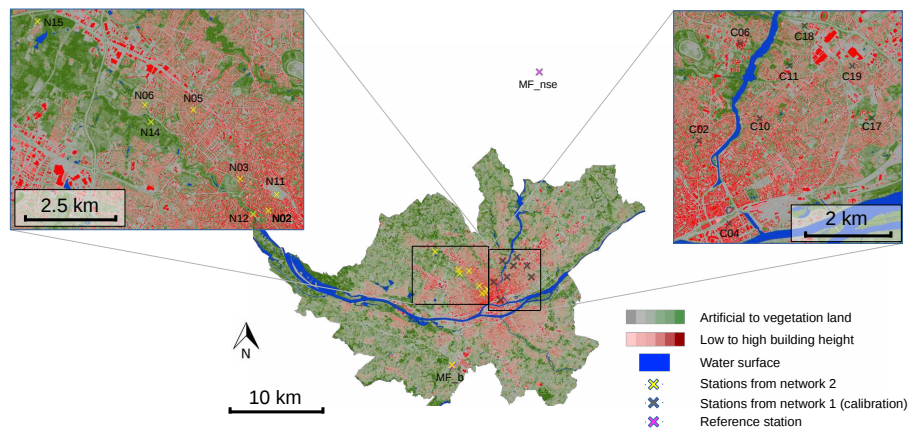 N15
N06
N05
N14
N03
N11
N12
N02
2.5 km
MF_nse
C06
C18
C11
C19
C02
C10
C17
C04
2 km
MF_b
N
10 km
Artificial to vegetation land
Low to high building height
Water surface
Stations from network 2
Stations from network 1 (calibration)
Reference station